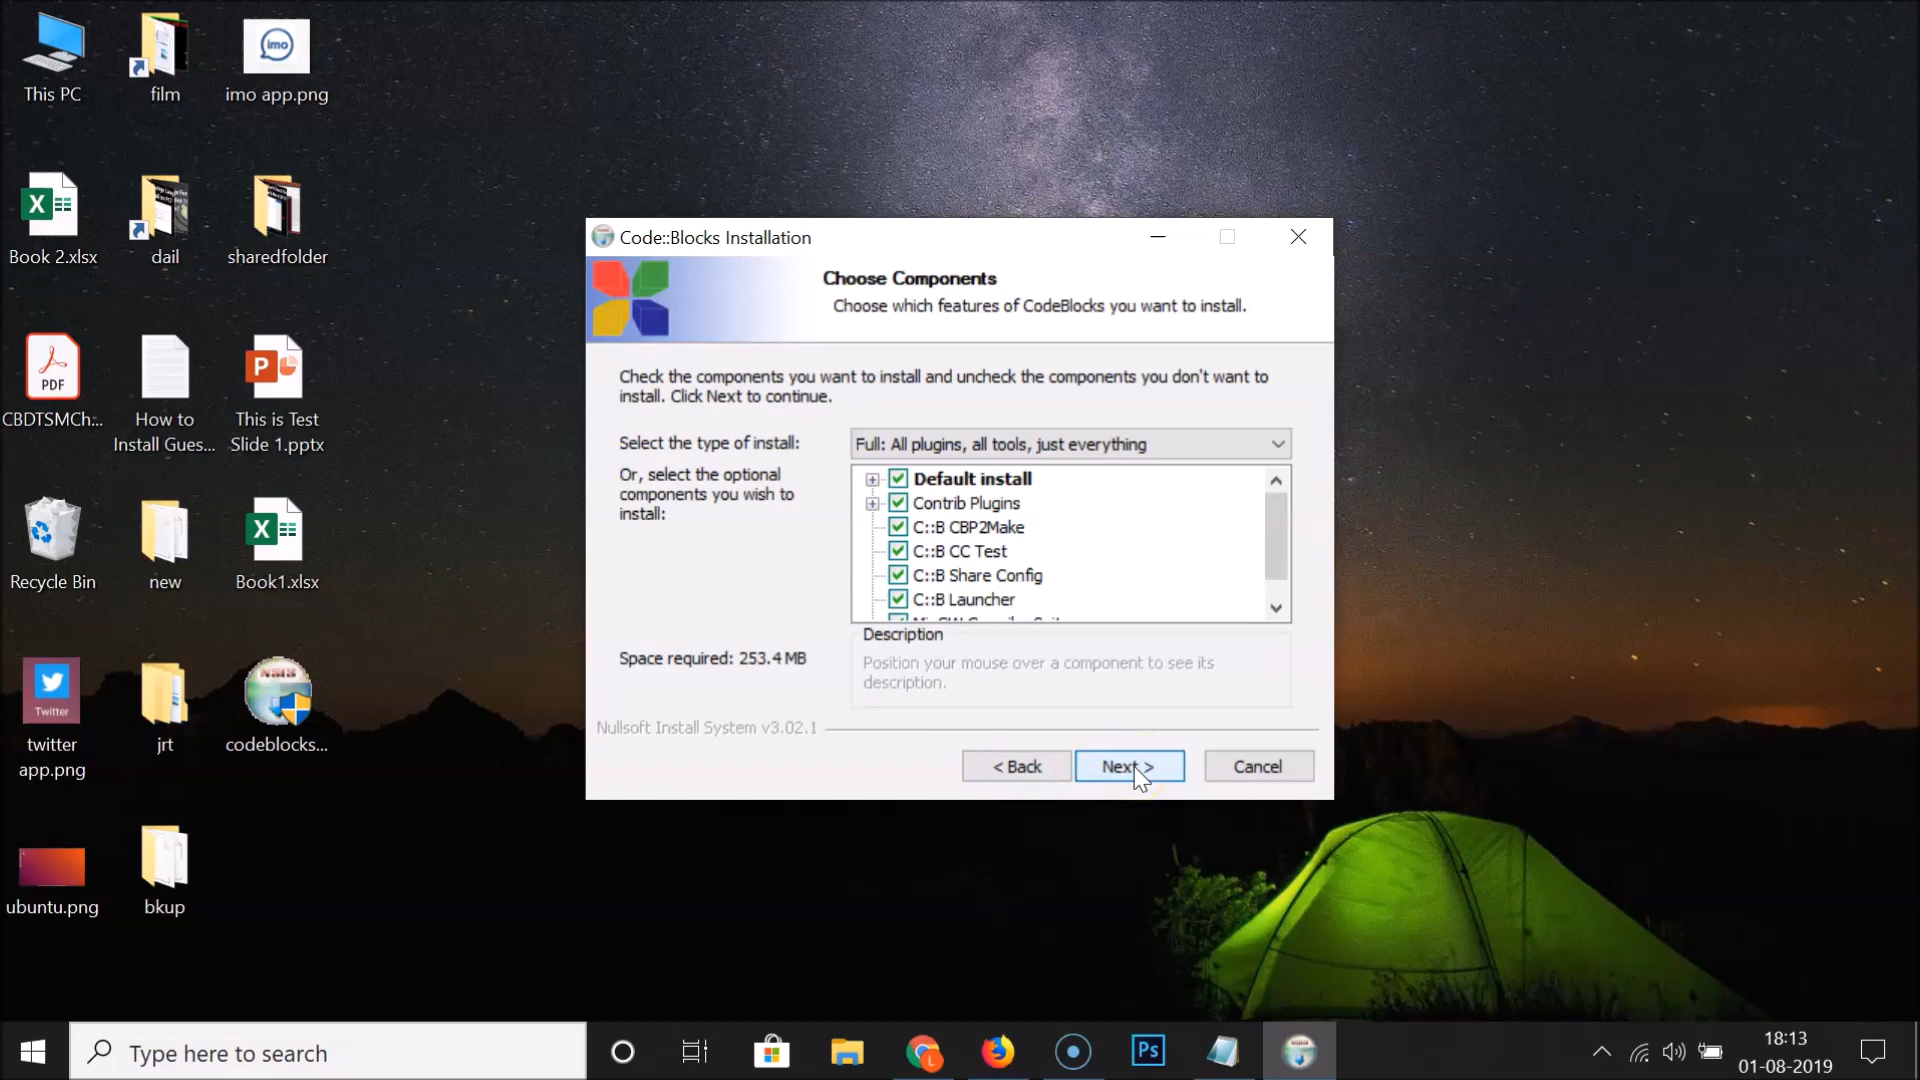 This PC
film
imo
imo app.png
Book 2.xlsx
dail
sharedfolder
PDF
CBDTSMCh...
How to
Install Gues...
P
This is Test
Slide 1.pptx
Recycle Bin
new
Book1.xlsx
Twitter
twitter
app.png
jrt
codeblocks...
ubuntu.png
bkup
Code::Blocks Installation
Choose Components
Choose which features of CodeBlocks you want to install.
Check the components you want to install and uncheck the components you don't want to
install. Click Next to continue.
Select the type of install:
Full: All plugins, all tools, just everything
Or, select the optional
components you wish to
install:
Default install
Contrib Plugins
C::B CBP2Make
C::B CC Test
C::B Share Config
C::B Launcher
Space required: 253.4 MB
Description
Position your mouse over a component to see its
description.
Nullsoft Install System v3.02.1
< Back
Next >
Cancel
Type here to search
L
Ps
18:13
01-08-2019